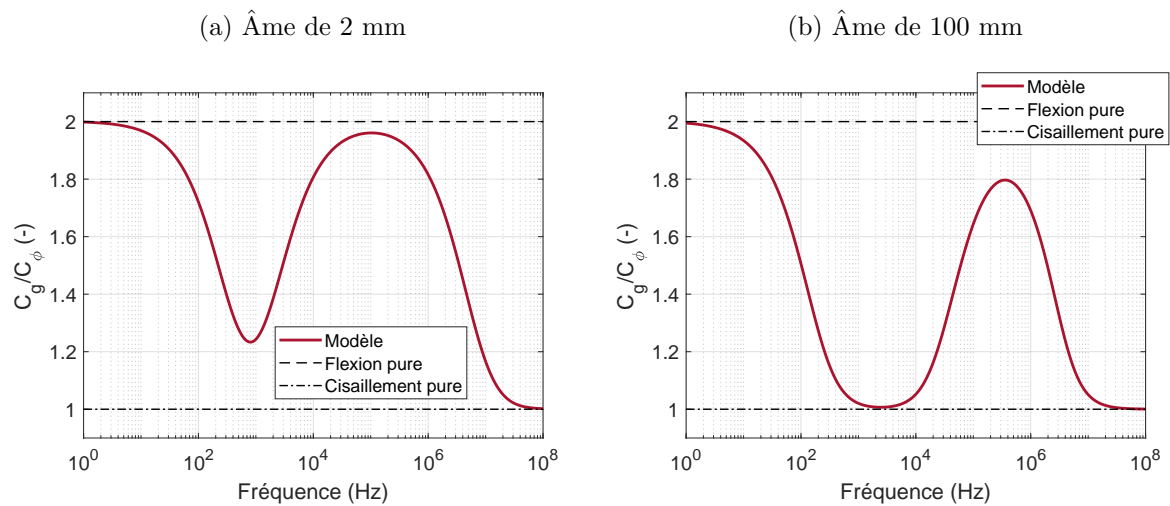 (a) Âme de 2 mm
(b) Âme de 100 mm
2
1.8
1.6
1.4
1.2
1
C_g/C_ϕ (-)
10^0
10^2
10^4
10^6
10^8
Fréquence (Hz)
Modèle
Flexion pure
Cisaillement pure
2
1.8
1.6
1.4
1.2
1
C_g/C_ϕ (-)
10^0
10^2
10^4
10^6
10^8
Fréquence (Hz)
Modèle
Flexion pure
Cisaillement pure